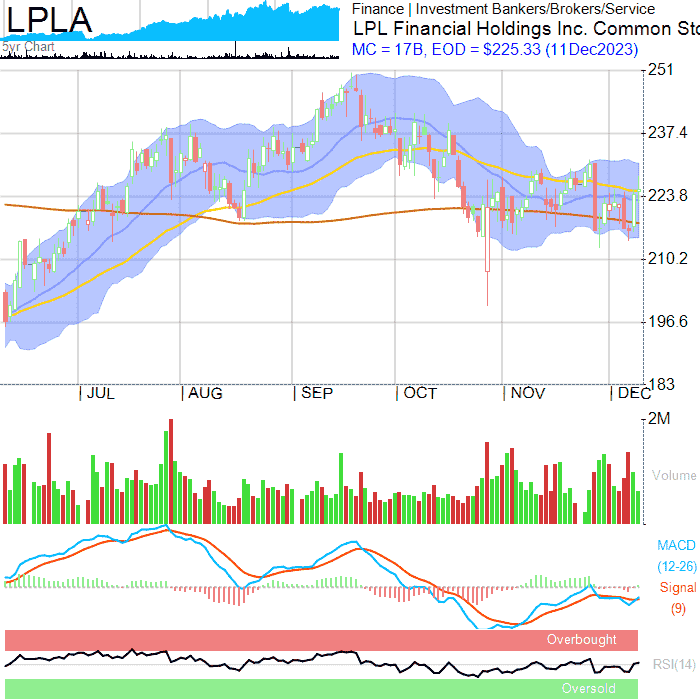 LPLA
5yr Chart
Finance | Investment Bankers/Brokers/Service
LPL Financial Holdings Inc. Common Sto
MC = 17B, EOD = $225.33 (11Dec2023)
251
237.4
223.8
210.2
196.6
183
| JUL | AUG | SEP | OCT | NOV | DEC
2M
Volume
MACD
(12-26)
Signal
(9)
Overbought
RSI(14)
Oversold